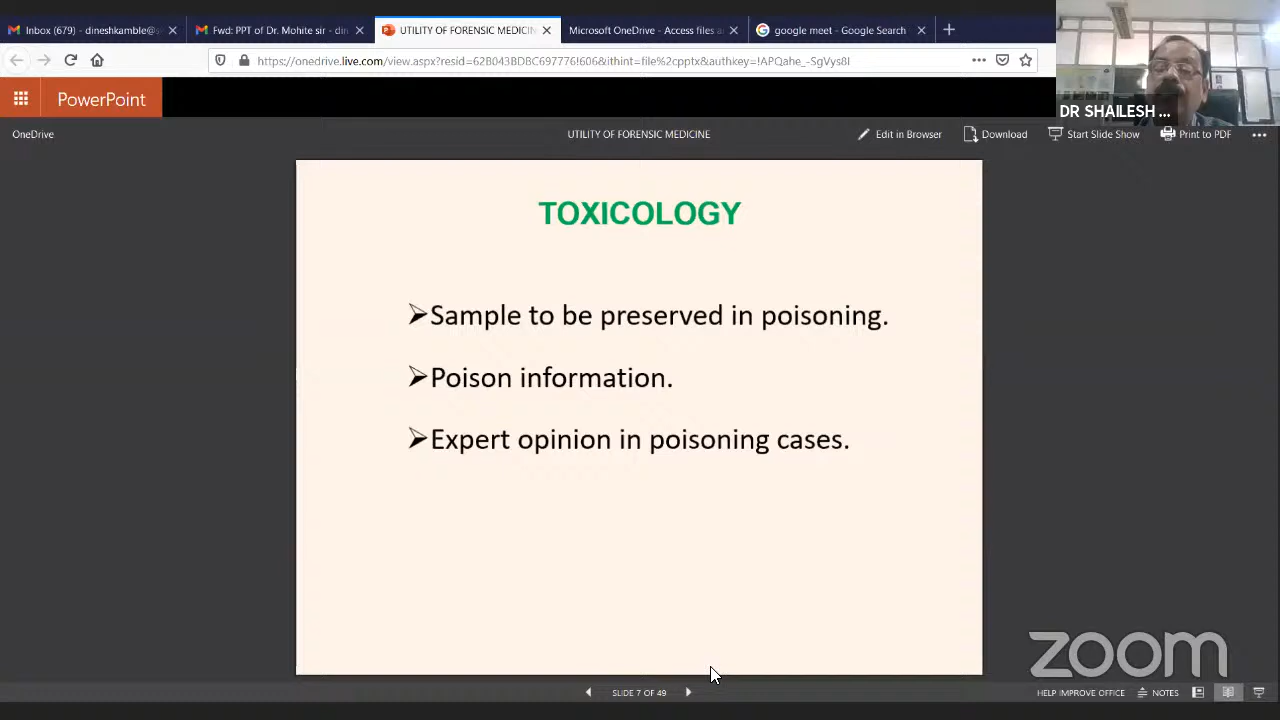 Inbox (679) - dineshkamble@s
Fwd: PPT of Dr. Mohite sir - din
UTILITY OF FORENSIC MEDICIN
Microsoft OneDrive - Access files a
google meet - Google Search
https://onedrive.live.com/view.aspx?resid=62B043BDBC697776!606&ithint=file%2cpptx&authkey=!APQahe_-SgVys8I
PowerPoint
DR SHAILESH ...
OneDrive
UTILITY OF FORENSIC MEDICINE
Edit in Browser
Download
Start Slide Show
Print to PDF
TOXICOLOGY
➢Sample to be preserved in poisoning.
➢Poison information.
➢Expert opinion in poisoning cases.
zoom
SLIDE 7 OF 49
HELP IMPROVE OFFICE
NOTES